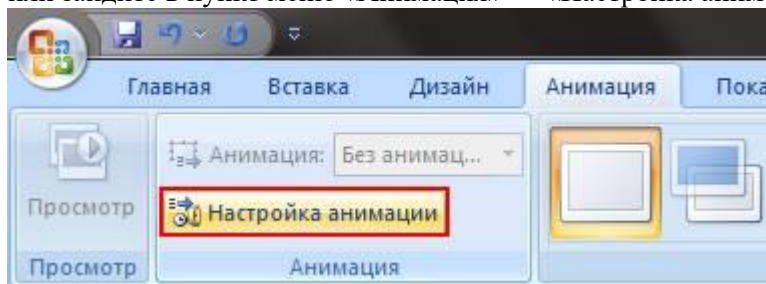 Главная Вставка Дизайн Анимация
Анимация: Без анимац...
Просмотр Настройка анимации
Просмотр Анимация